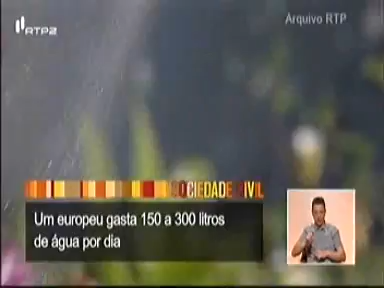 RTP2
Arquivo RTP
SOCIEDADE CIVIL
Um europeu gasta 150 a 300 litros
de água por dia